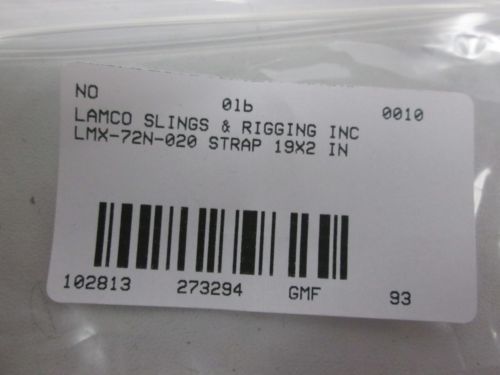 NO 01b 0010
LAMCO SLINGS & RIGGING INC
LMX-72N-020 STRAP 19X2 IN
102813 273294 GMF 93